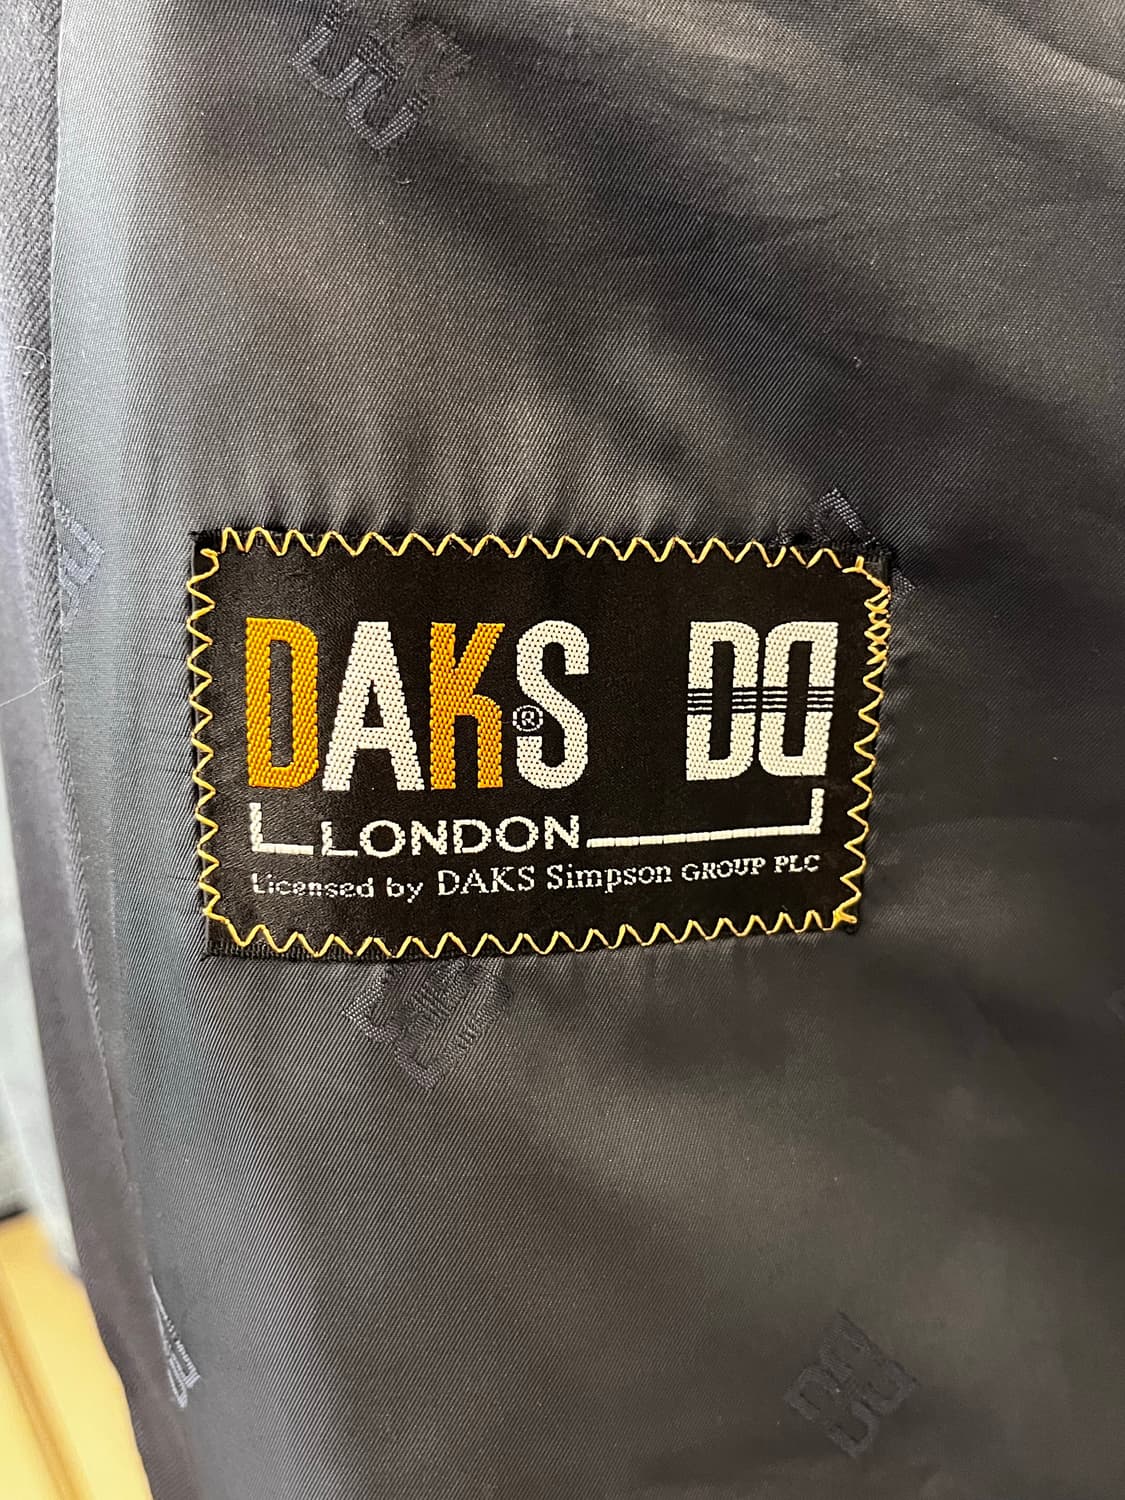 DAKS® DD
LONDON
Licensed by DAKS Simpson GROUP PLC